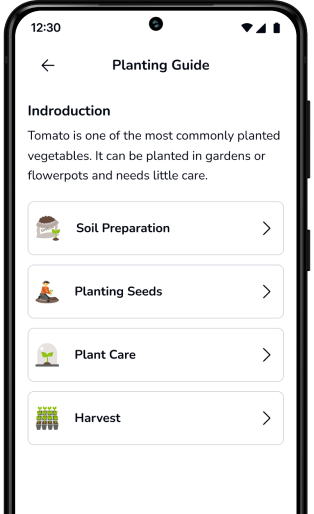 12:30
Planting Guide
Indroduction
Tomato is one of the most commonly planted
vegetables. It can be planted in gardens or
flowerpots and needs little care.
Soil Preparation
Planting Seeds
Plant Care
Harvest